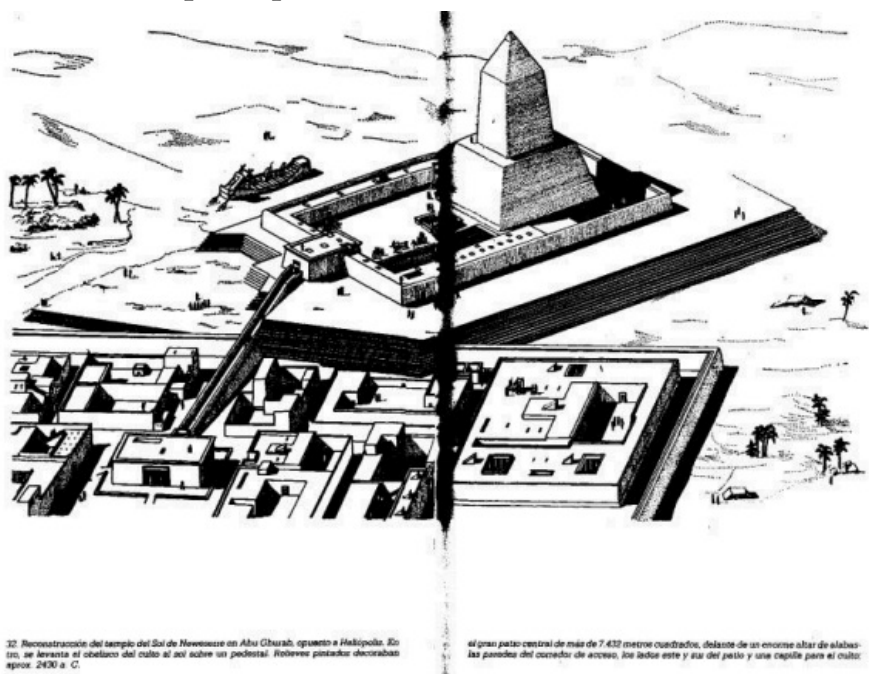 32. Reconstrucción del templo del Sol de Neweserre en Abu Ghurab, opuesto a Heliópolis. En el gran patio central de más de 7.432 metros cuadrados, delante de un enorme altar de alabas-
tro, se levanta el obelisco del culto al sol sobre un pedestal. Relieves pintados decoraban las paredes del corredor de acceso, los lados este y sur del patio y una capilla para el culto;
aprox. 2430 a. C.